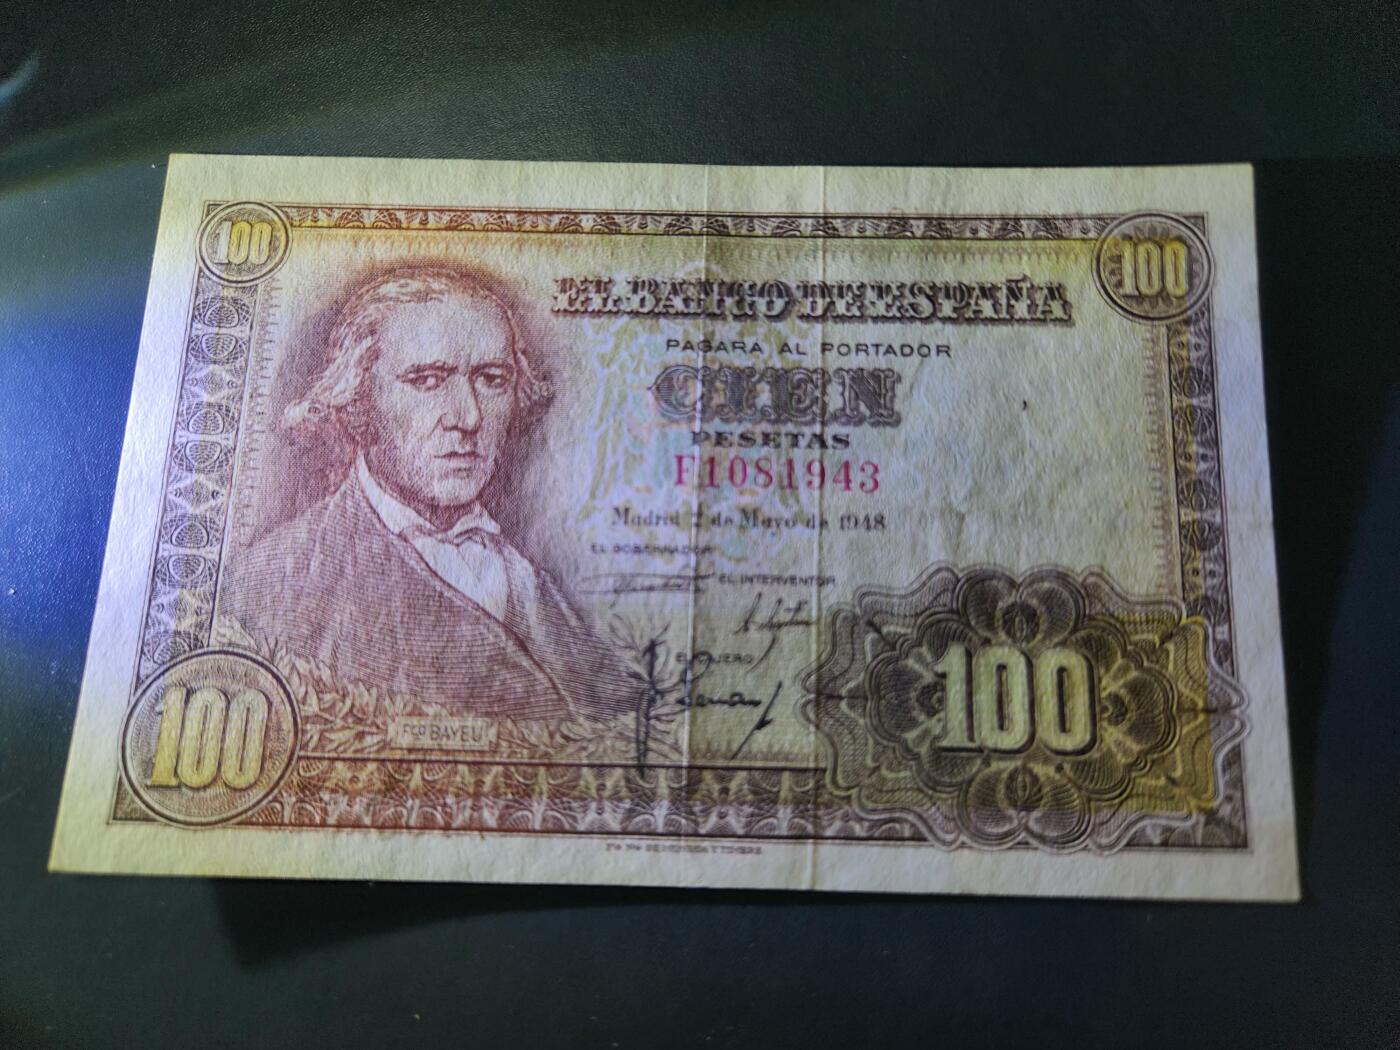 100
100
EL BANCO DE ESPAÑA
PAGARA AL PORTADOR
CIEN
PESETAS
F1081943
Madrid 2 de Mayo de 1948
EL GOBERNADOR
EL INTERVENTOR
EL CAJERO
100
FCO BAYEU
100